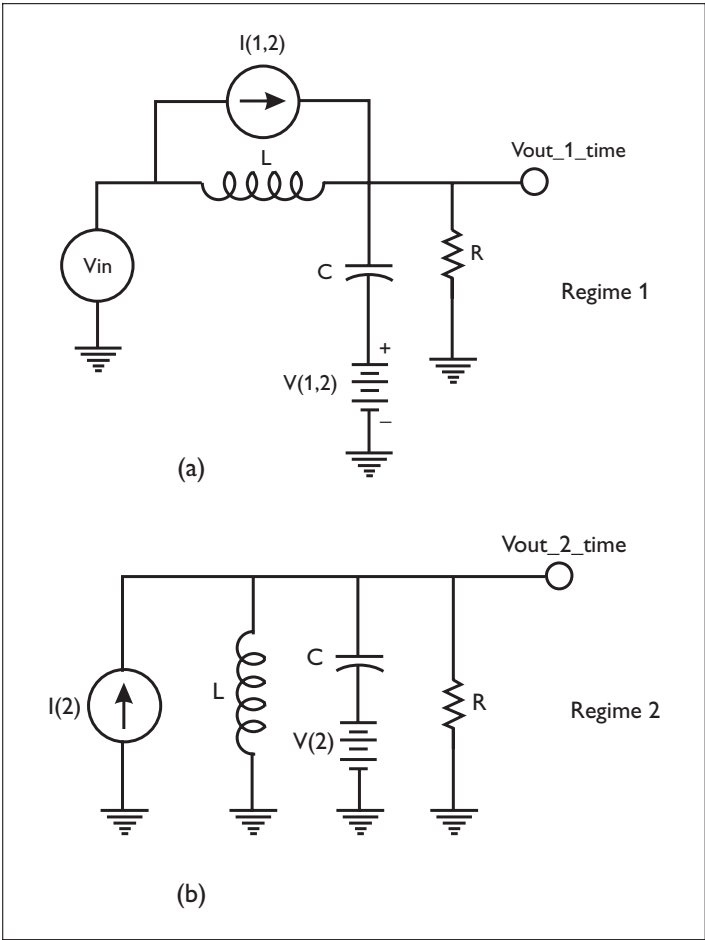 I(1,2)
L
Vout_1_time
Vin
C
R
Regime 1
+
V(1,2)
–
(a)
Vout_2_time
C
L
I(2)
R
Regime 2
V(2)
(b)